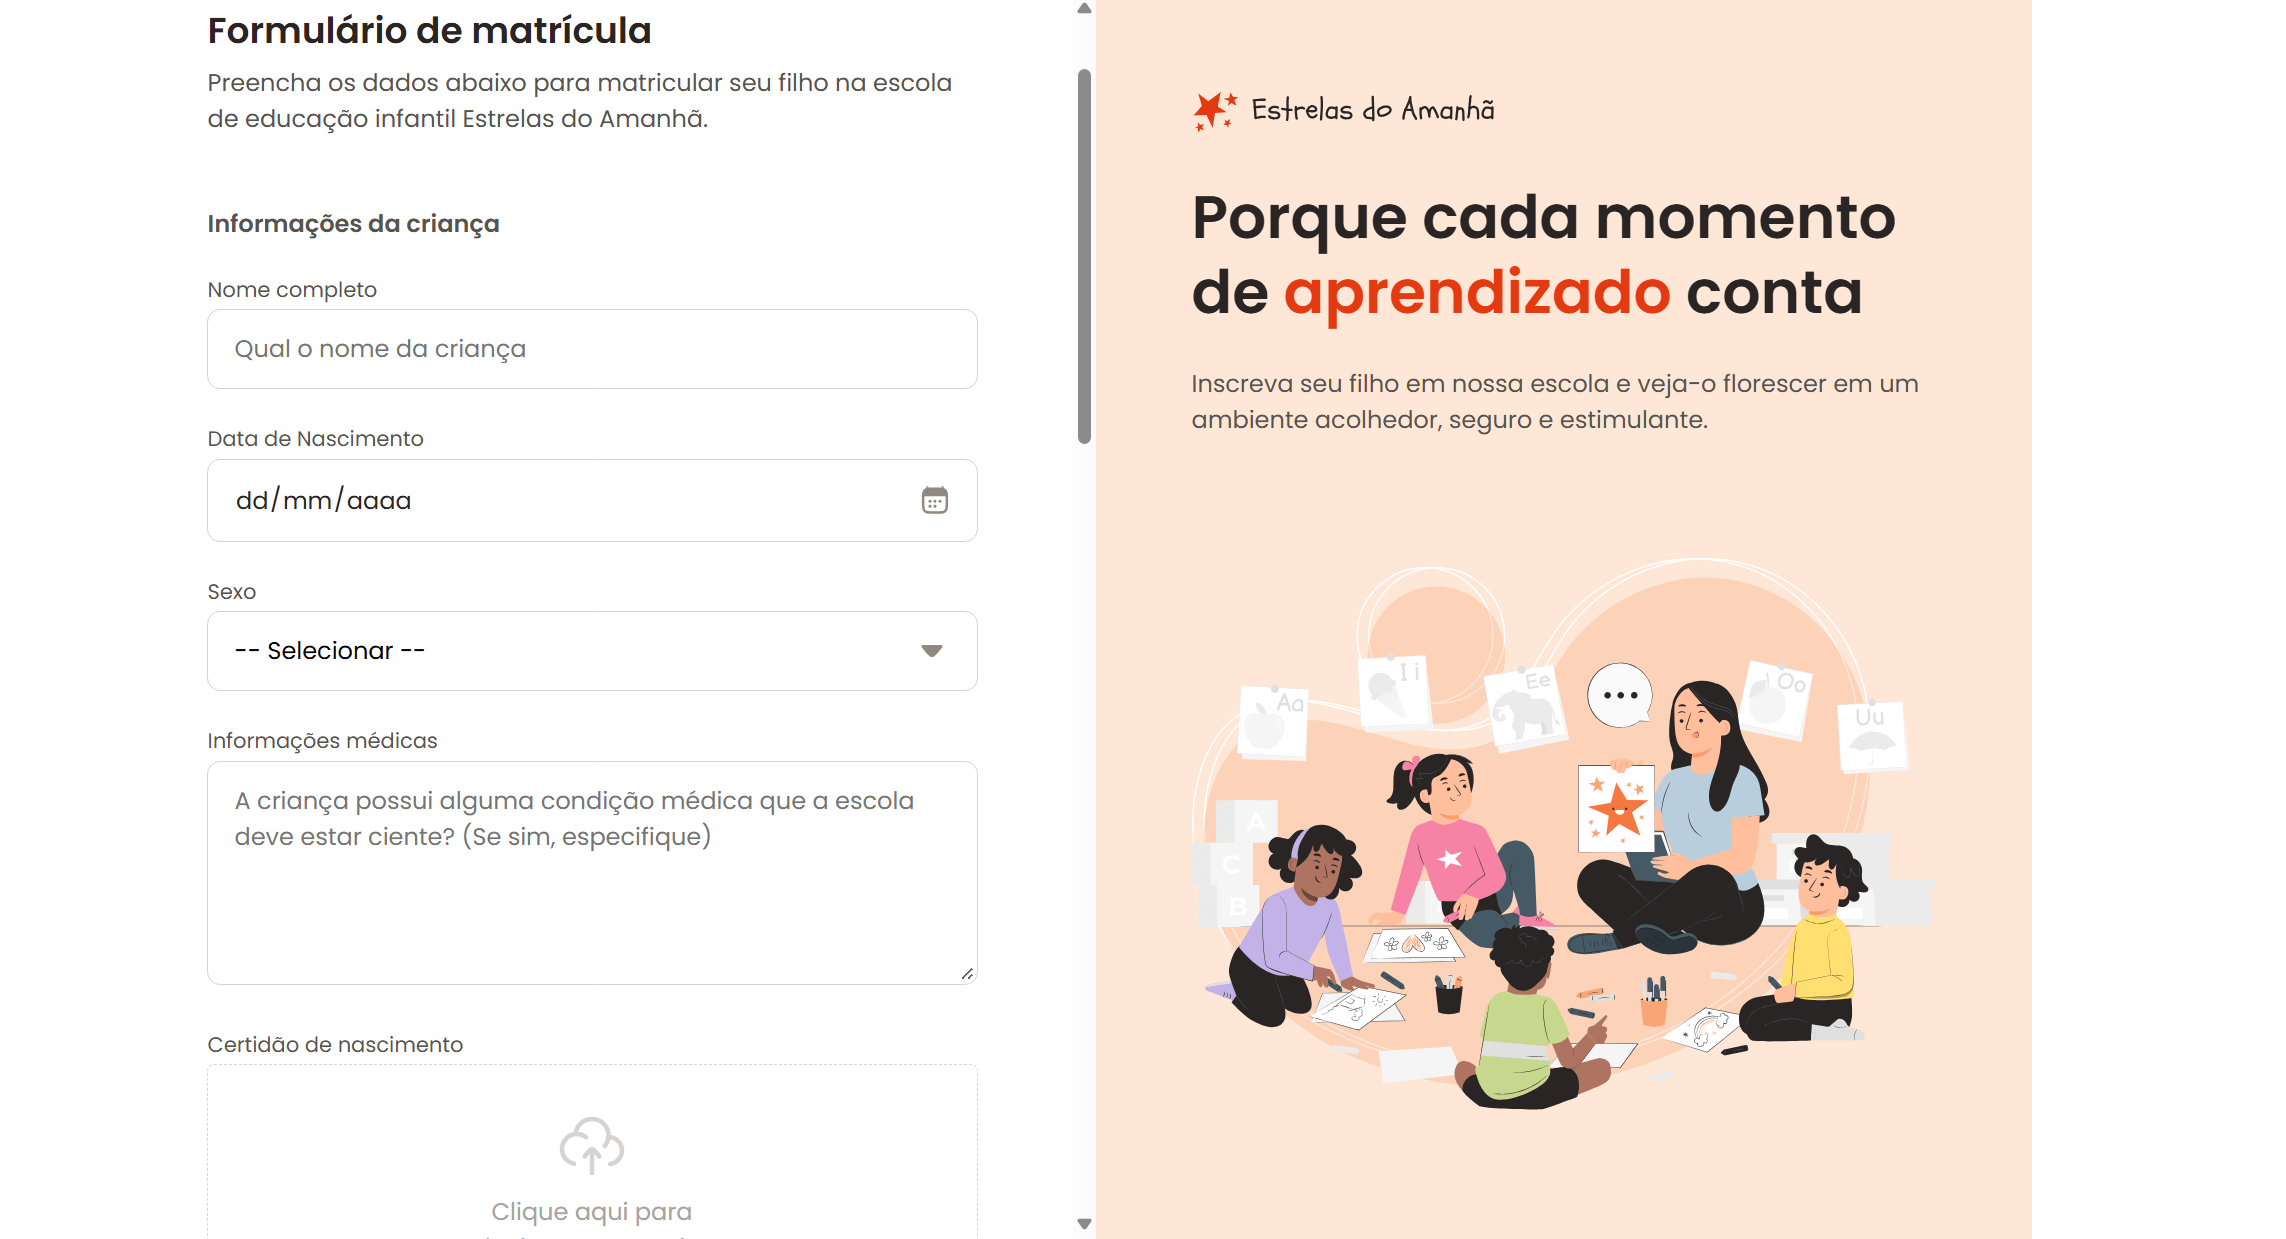 Formulário de matrícula
Preencha os dados abaixo para matricular seu filho na escola
de educação infantil Estrelas do Amanhã.
Informações da criança
Nome completo
Qual o nome da criança
Data de Nascimento
dd/mm/aaaa
Sexo
-- Selecionar --
Informações médicas
A criança possui alguma condição médica que a escola
deve estar ciente? (Se sim, especifique)
Certidão de nascimento
Clique aqui para
Estrelas do Amanhã
Porque cada momento
de aprendizado conta
Inscreva seu filho em nossa escola e veja-o florescer em um
ambiente acolhedor, seguro e estimulante.
Aa
I i
Ee
Oo
Uu
A
C
B